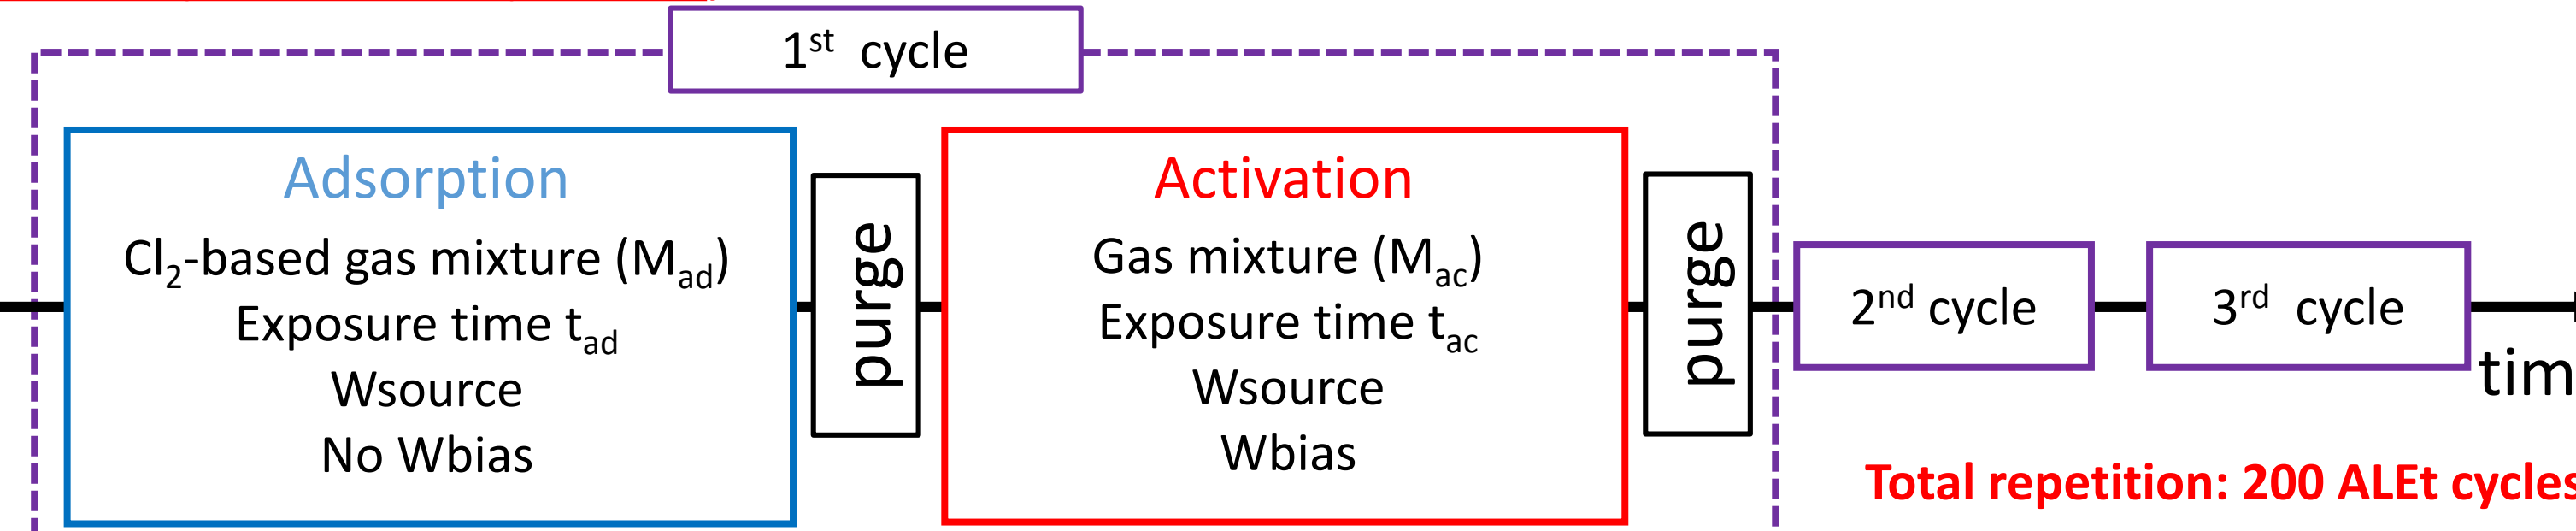 1st cycle
Adsorption
Cl2-based gas mixture (Mad)
Exposure time tad
Wsource
No Wbias
purge
Activation
Gas mixture (Mac)
Exposure time tac
Wsource
Wbias
purge
2nd cycle
3rd cycle
tim
Total repetition: 200 ALEt cycles